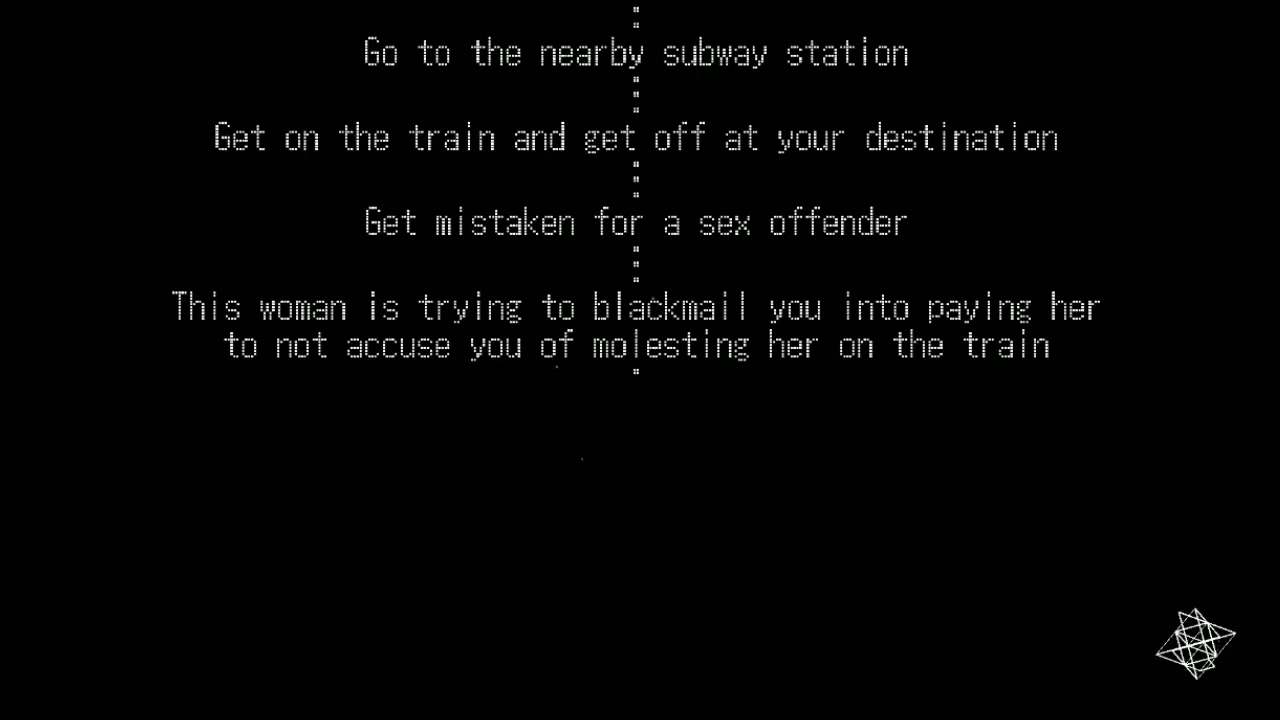 Go to the nearby subway station
Get on the train and get off at your destination
Get mistaken for a sex offender
This woman is trying to blackmail you into paying her
to not accuse you of molesting her on the train